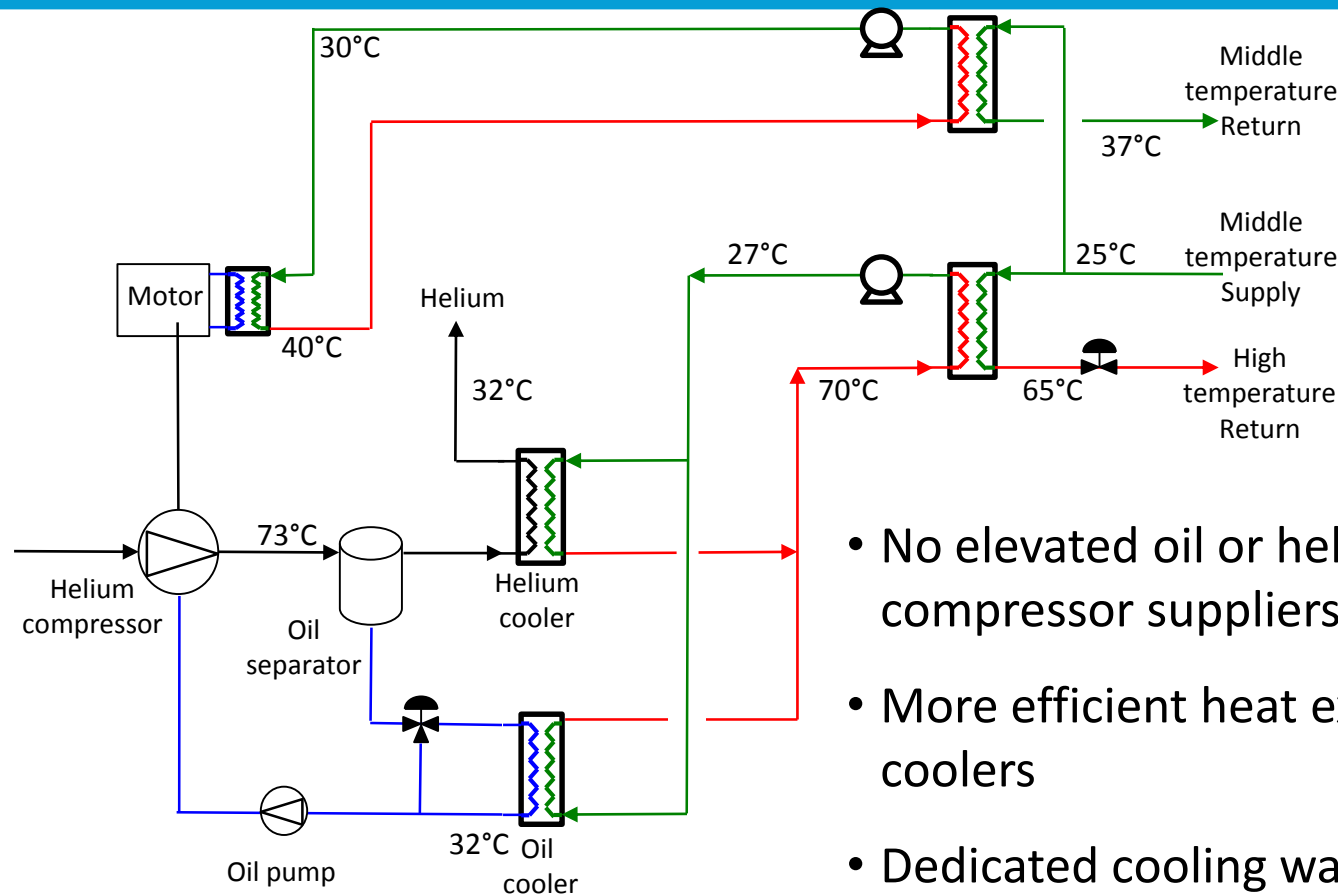 30°C
Middle
temperature
Return
37°C
Middle
temperature
Supply
27°C
25°C
Motor
Helium
40°C
32°C
70°C
65°C
High
temperature
Return
73°C
Helium
compressor
Oil
separator
Helium
cooler
32°C
Oil
cooler
Oil pump
• No elevated oil or hel
compressor suppliers
• More efficient heat ex
coolers
• Dedicated cooling wa